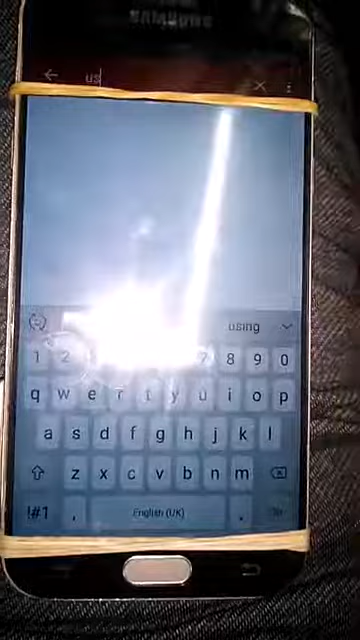 SAMSUNG
us
using
1 2 7 8 9 0
q w e r t y u i o p
a s d f g h j k l
z x c v b n m
!#1 , English (UK) .